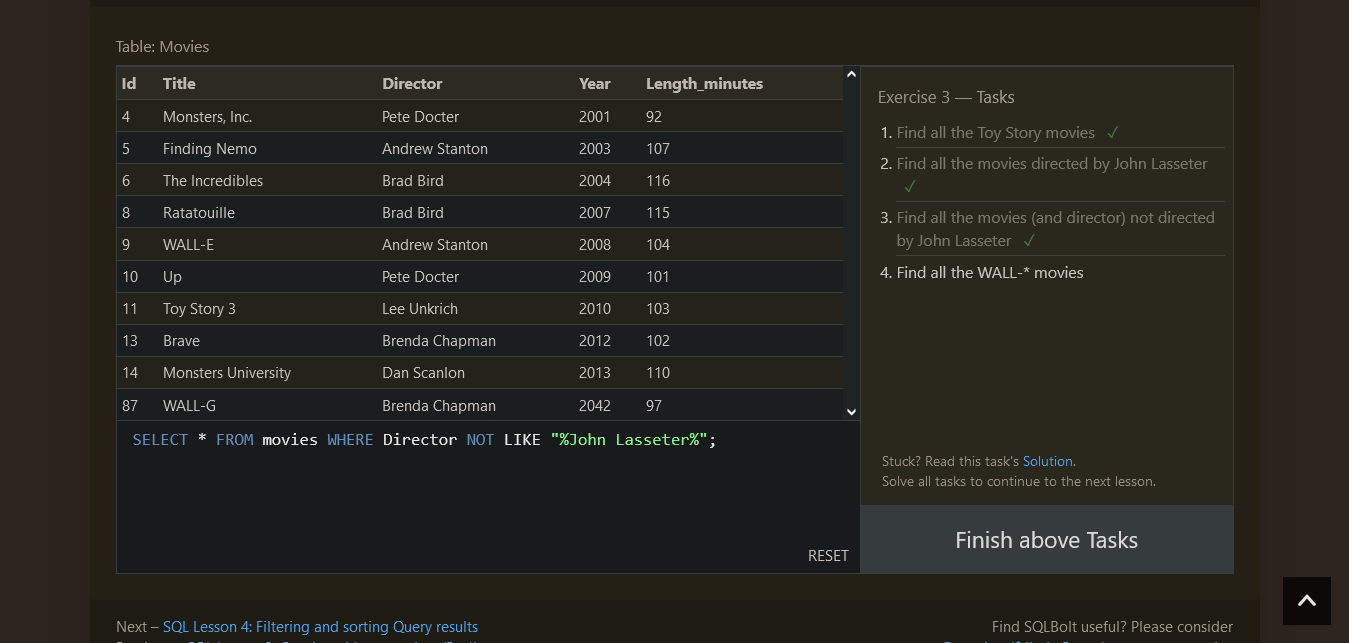 Table: Movies
Id Title Director Year Length_minutes
4 Monsters, Inc. Pete Docter 2001 92
5 Finding Nemo Andrew Stanton 2003 107
6 The Incredibles Brad Bird 2004 116
8 Ratatouille Brad Bird 2007 115
9 WALL-E Andrew Stanton 2008 104
10 Up Pete Docter 2009 101
11 Toy Story 3 Lee Unkrich 2010 103
13 Brave Brenda Chapman 2012 102
14 Monsters University Dan Scanlon 2013 110
87 WALL-G Brenda Chapman 2042 97
SELECT * FROM movies WHERE Director NOT LIKE "%John Lasseter%";
RESET
Exercise 3 — Tasks
1. Find all the Toy Story movies ✓
2. Find all the movies directed by John Lasseter
✓
3. Find all the movies (and director) not directed
by John Lasseter ✓
4. Find all the WALL-* movies
Stuck? Read this task's Solution.
Solve all tasks to continue to the next lesson.
Finish above Tasks
Next – SQL Lesson 4: Filtering and sorting Query results
Find SQLBolt useful? Please consider